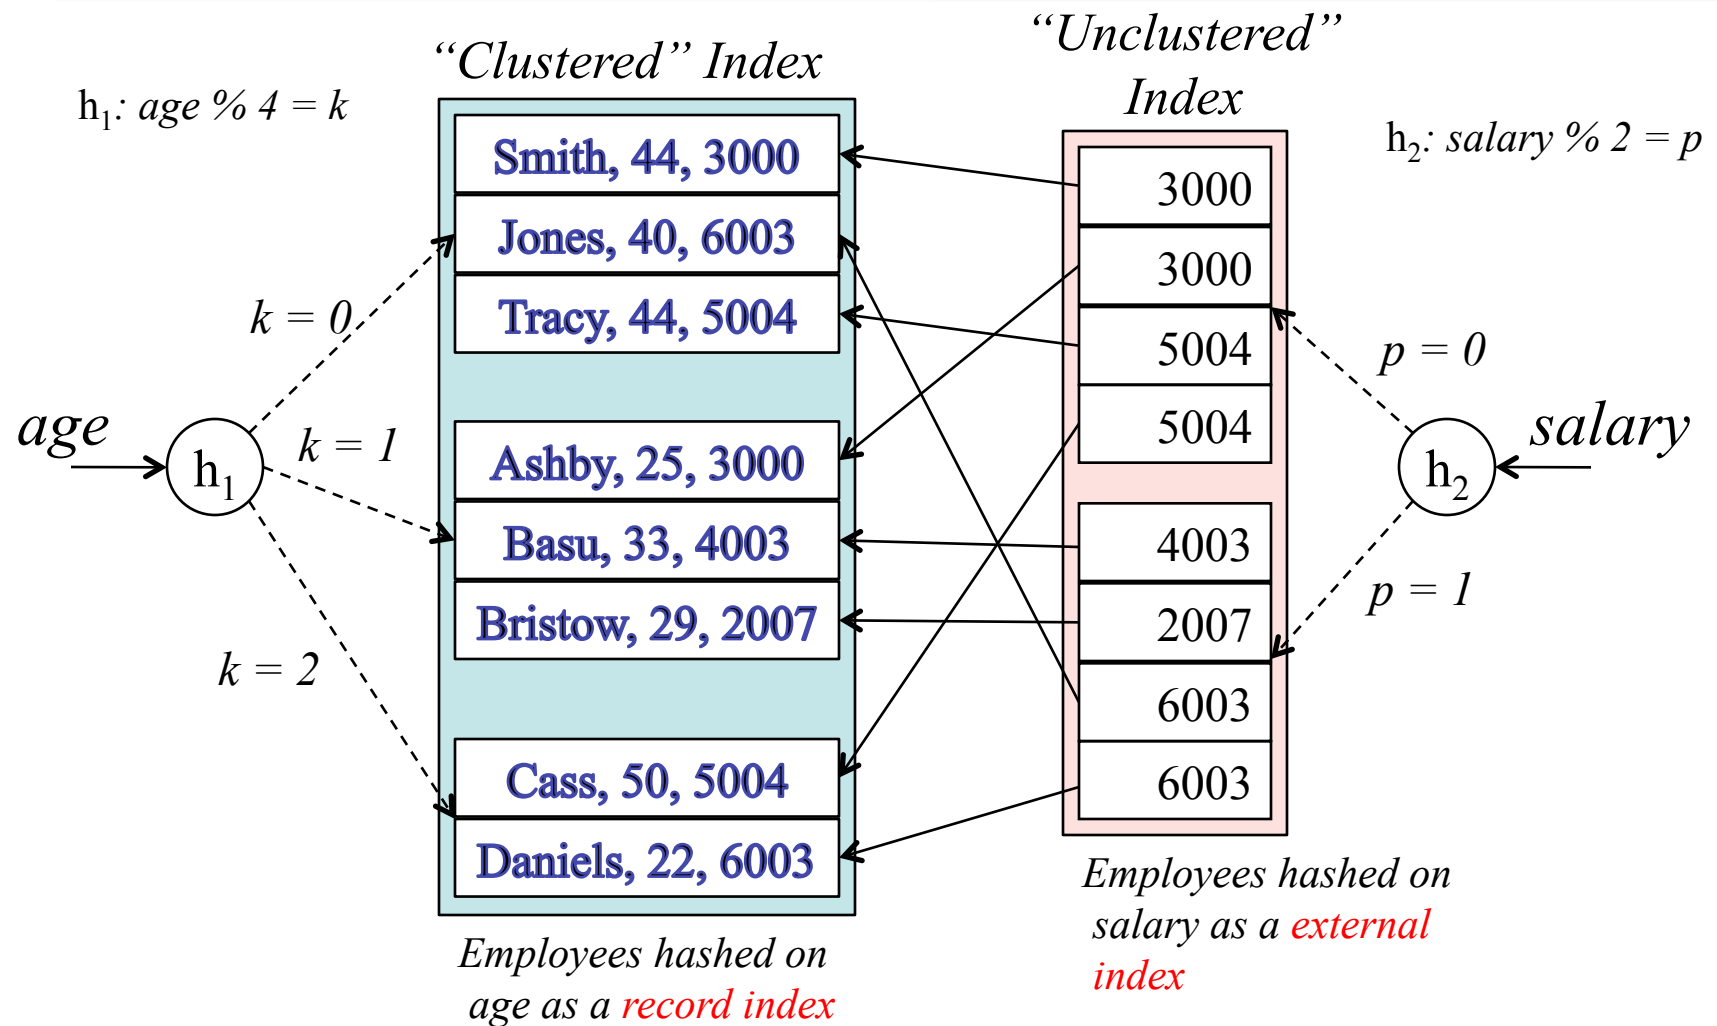 “Clustered” Index
“Unclustered”
Index
h₁: age % 4 = k
h₂: salary % 2 = p
Smith, 44, 3000
Jones, 40, 6003
Tracy, 44, 5004
Ashby, 25, 3000
Basu, 33, 4003
Bristow, 29, 2007
Cass, 50, 5004
Daniels, 22, 6003
3000
3000
5004
5004
4003
2007
6003
6003
age
h₁
k = 0
k = 1
k = 2
p = 0
p = 1
h₂
salary
Employees hashed on
age as a record index
Employees hashed on
salary as a external
index